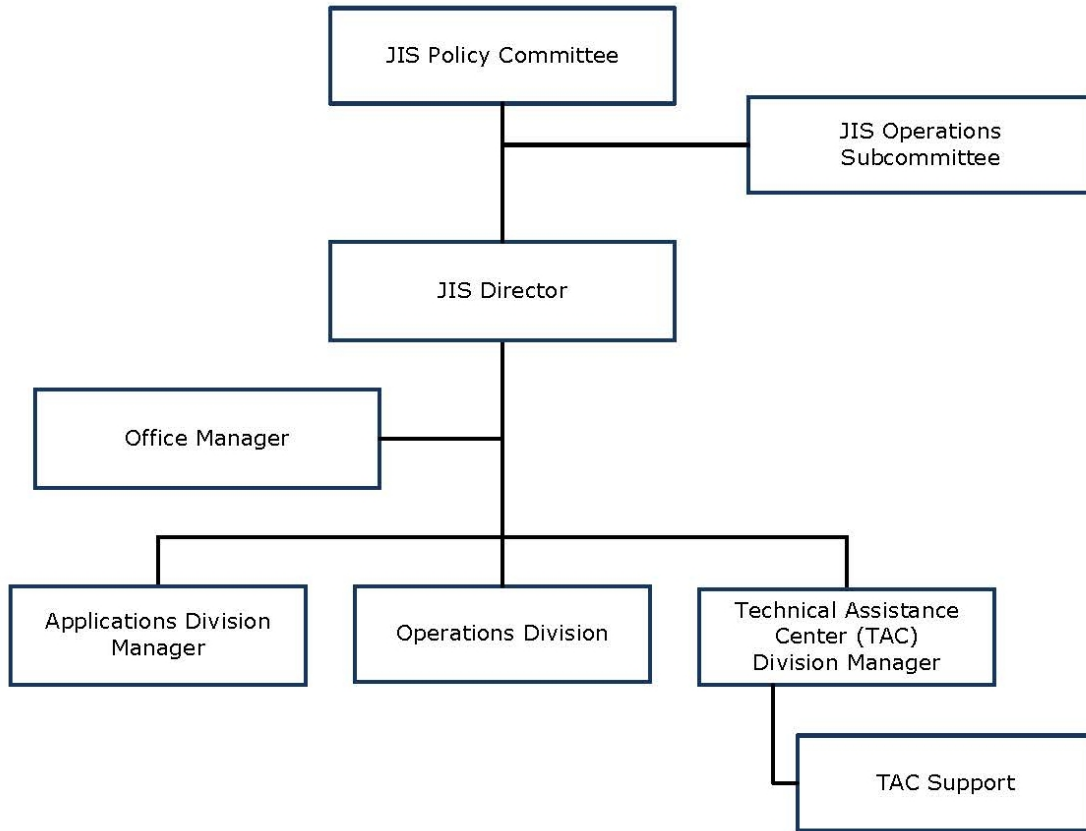 JIS Policy Committee
JIS Operations
Subcommittee
JIS Director
Office Manager
Applications Division
Manager
Operations Division
Technical Assistance
Center (TAC)
Division Manager
TAC Support